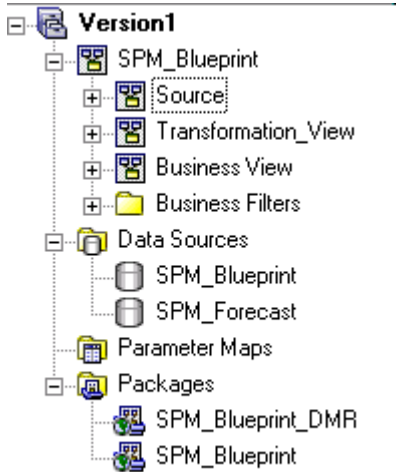 Version1
SPM_Blueprint
Source
Transformation_View
Business View
Business Filters
Data Sources
SPM_Blueprint
SPM_Forecast
Parameter Maps
Packages
SPM_Blueprint_DMR
SPM_Blueprint